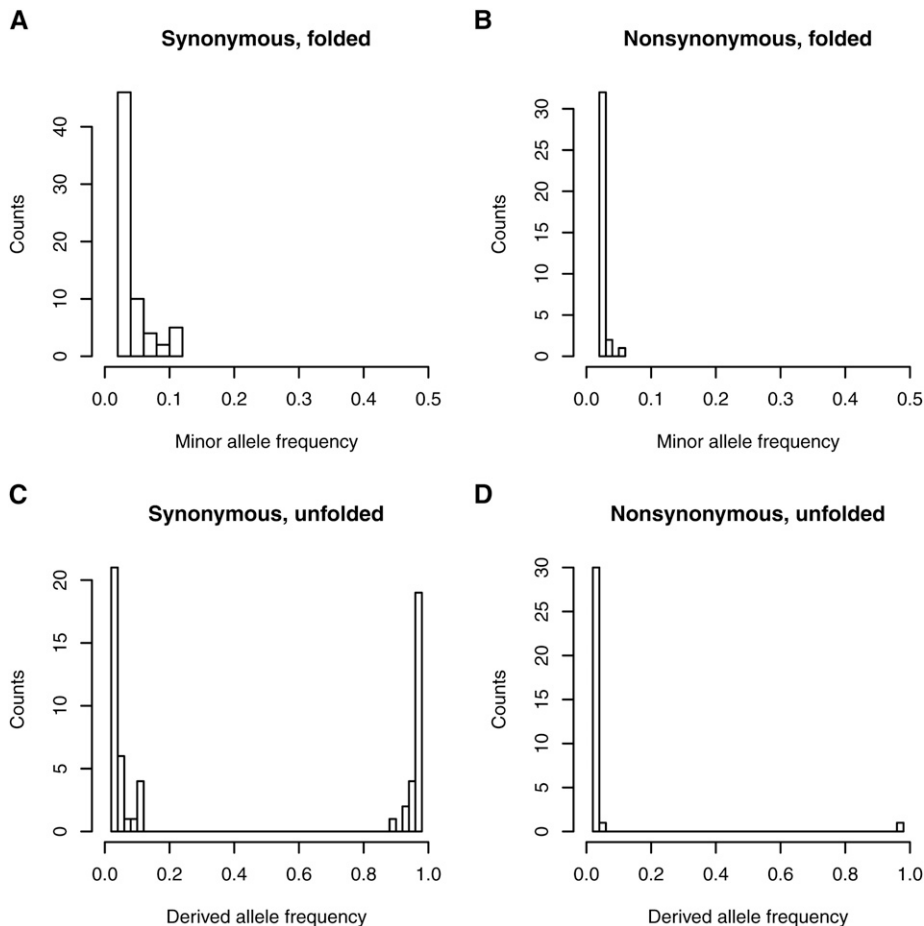 A
Synonymous, folded
Counts
0 10 20 30 40
0.0 0.1 0.2 0.3 0.4 0.5
Minor allele frequency
B
Nonsynonymous, folded
Counts
0 5 10 15 20 25 30
0.0 0.1 0.2 0.3 0.4 0.5
Minor allele frequency
C
Synonymous, unfolded
Counts
0 5 10 15 20
0.0 0.2 0.4 0.6 0.8 1.0
Derived allele frequency
D
Nonsynonymous, unfolded
Counts
0 5 10 15 20 25 30
0.0 0.2 0.4 0.6 0.8 1.0
Derived allele frequency